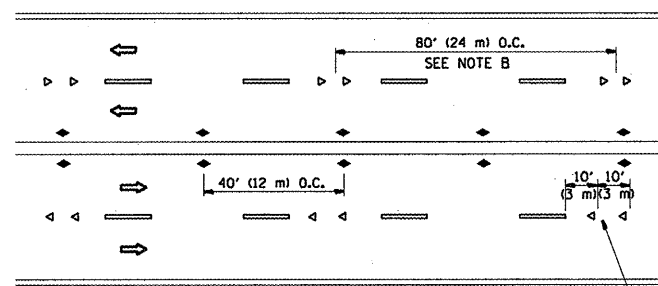 80' (24 m) O.C.
SEE NOTE B
40' (12 m) O.C.
10' 10'
(3 m)(3 m)